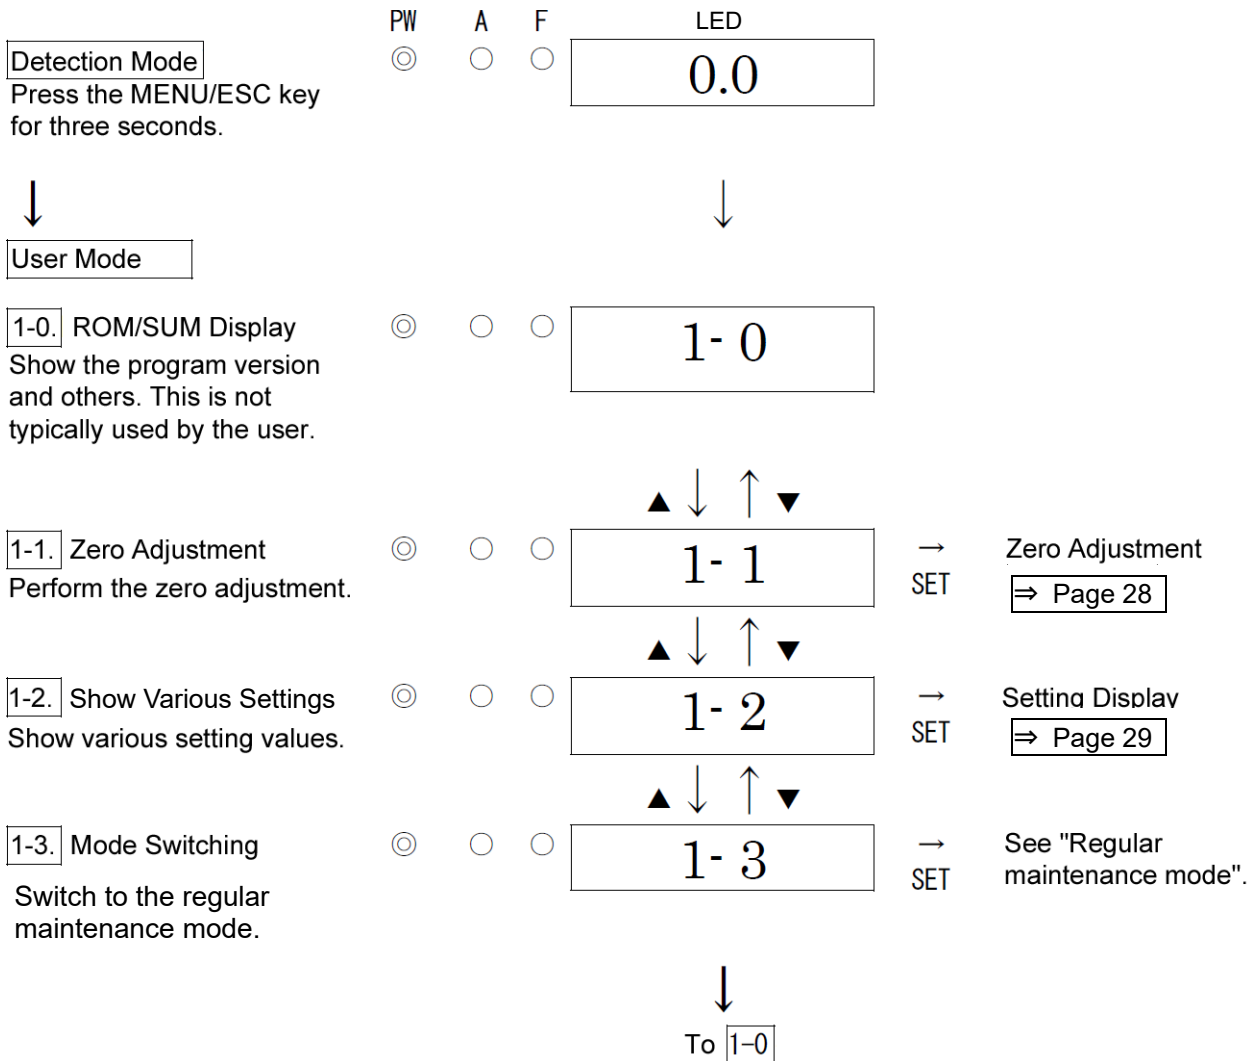 PW A F LED
Detection Mode ◎ ○ ○ 0.0
Press the MENU/ESC key
for three seconds.
↓ ↓
User Mode
1-0. ROM/SUM Display ◎ ○ ○ 1- 0
Show the program version
and others. This is not
typically used by the user.
▲ ↓ ↑ ▼
1-1. Zero Adjustment ◎ ○ ○ 1- 1 → Zero Adjustment
Perform the zero adjustment. SET ⇒ Page 28
▲ ↓ ↑ ▼
1-2. Show Various Settings ◎ ○ ○ 1- 2 → Setting Display
Show various setting values. SET ⇒ Page 29
▲ ↓ ↑ ▼
1-3. Mode Switching ◎ ○ ○ 1- 3 → See "Regular
SET maintenance mode".
Switch to the regular
maintenance mode.
↓
To 1-0